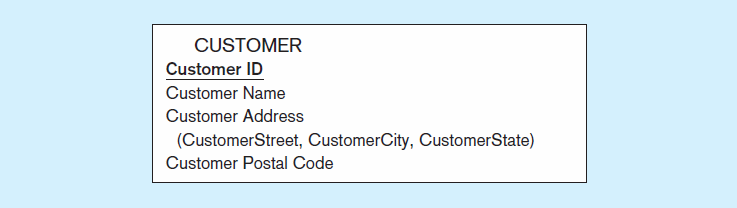 CUSTOMER
Customer ID
Customer Name
Customer Address
(CustomerStreet, CustomerCity, CustomerState)
Customer Postal Code